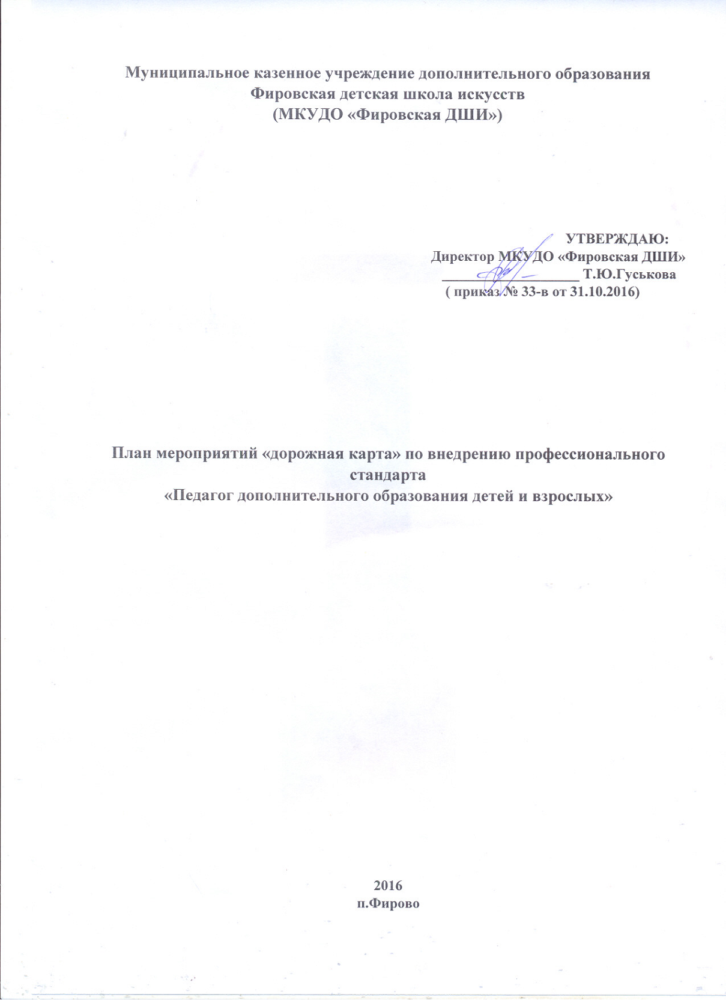 Муниципальное казенное учреждение дополнительного образования
Фировская детская школа искусств
(МКУДО «Фировская ДШИ»)
УТВЕРЖДАЮ:
Директор МКУДО «Фировская ДШИ»
___________________ Т.Ю.Гуськова
( приказ № 33-в от 31.10.2016)
План мероприятий «дорожная карта» по внедрению профессионального
стандарта
«Педагог дополнительного образования детей и взрослых»
2016
п.Фирово